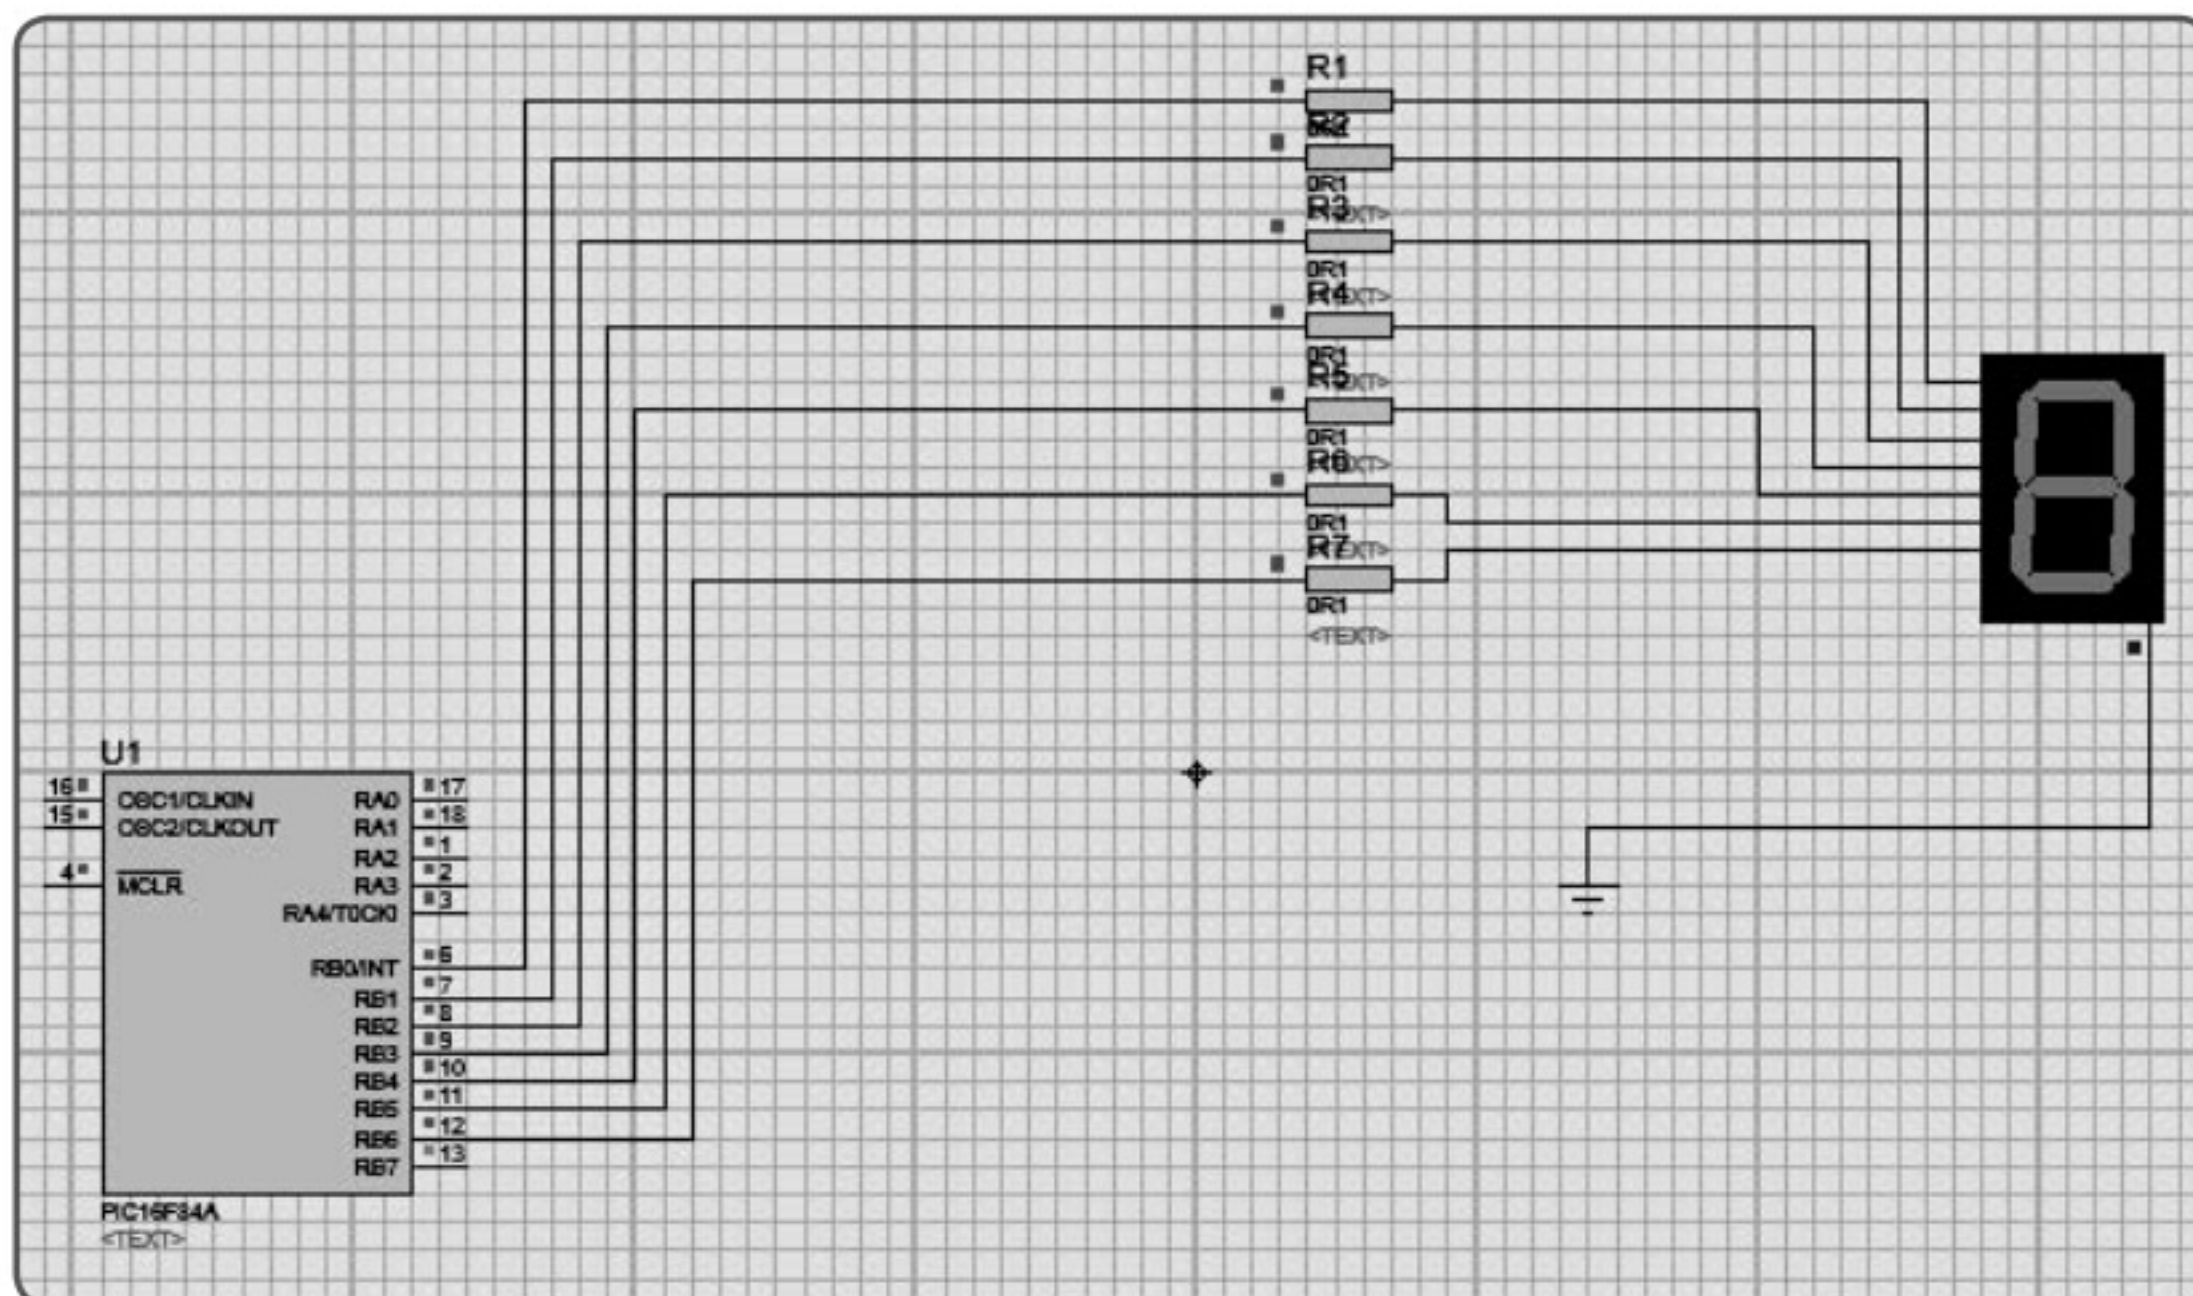 R1
R2
0R1
<TEXT>
R3
0R1
<TEXT>
R4
0R1
<TEXT>
R5
0R1
<TEXT>
R6
0R1
<TEXT>
R7
0R1
<TEXT>
U1
16 OSC1/CLKIN RA0 17
15 OSC2/CLKOUT RA1 18
RA2 1
4 MCLR RA3 2
RA4/T0CKI 3
RB0/INT 6
RB1 7
RB2 8
RB3 9
RB4 10
RB5 11
RB6 12
RB7 13
PIC16F84A
<TEXT>